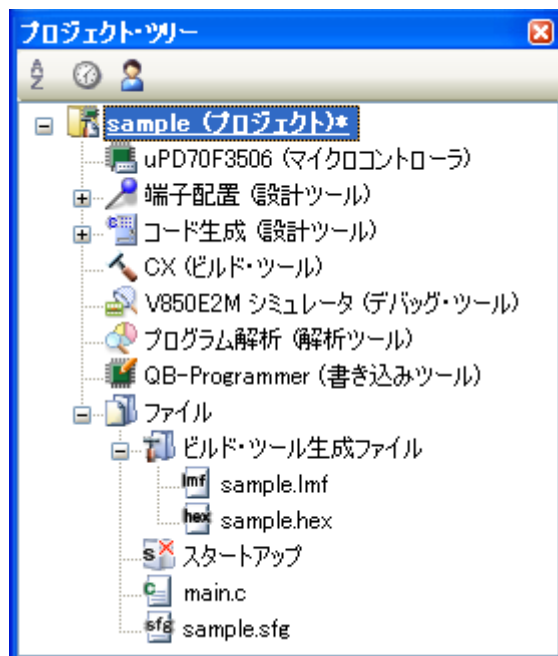 プロジェクト・ツリー
sample (プロジェクト)*
uPD70F3506 (マイクロコントローラ)
端子配置 (設計ツール)
コード生成 (設計ツール)
CX (ビルド・ツール)
V850E2M シミュレータ (デバッグ・ツール)
プログラム解析 (解析ツール)
QB-Programmer (書き込みツール)
ファイル
ビルド・ツール生成ファイル
lmf sample.lmf
hex sample.hex
s スタートアップ
c main.c
sfg sample.sfg